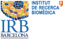 INSTITUT
DE RECERCA
BIOMÈDICA
IRB
BARCELONA